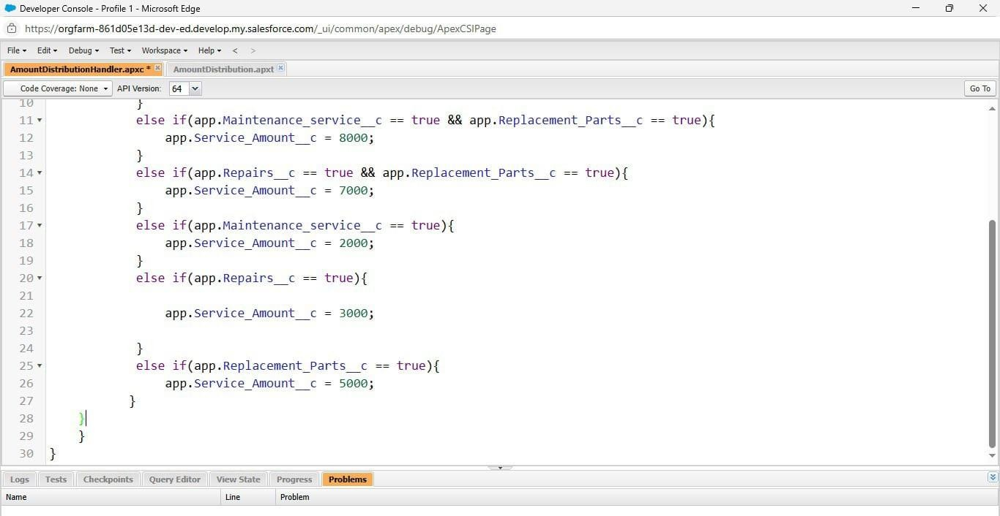 Developer Console - Profile 1 - Microsoft Edge
https://orgfarm-861d05e13d-dev-ed.develop.my.salesforce.com/_ui/common/apex/debug/ApexCSIPage
File Edit Debug Test Workspace Help < >
AmountDistributionHandler.apxc * AmountDistribution.apxt
Code Coverage: None API Version: 64 Go To
10 }
11 else if(app.Maintenance_service__c == true && app.Replacement_Parts__c == true){
12 app.Service_Amount__c = 8000;
13 }
14 else if(app.Repairs__c == true && app.Replacement_Parts__c == true){
15 app.Service_Amount__c = 7000;
16 }
17 else if(app.Maintenance_service__c == true){
18 app.Service_Amount__c = 2000;
19 }
20 else if(app.Repairs__c == true){
21
22 app.Service_Amount__c = 3000;
23
24 }
25 else if(app.Replacement_Parts__c == true){
26 app.Service_Amount__c = 5000;
27 }
28 }
29 }
30 }
Logs Tests Checkpoints Query Editor View State Progress Problems
Name Line Problem